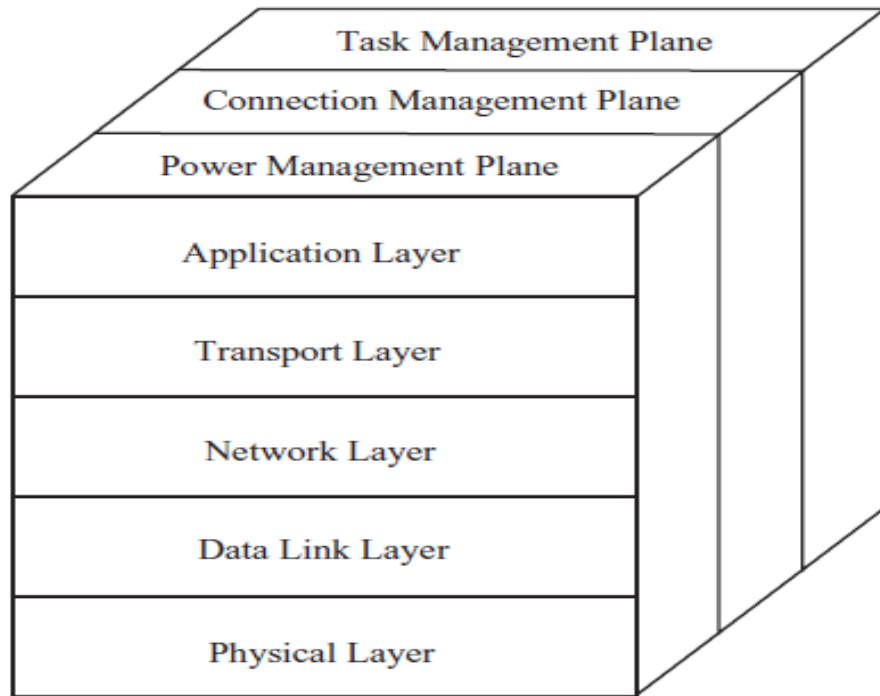 Task Management Plane
Connection Management Plane
Power Management Plane
Application Layer
Transport Layer
Network Layer
Data Link Layer
Physical Layer